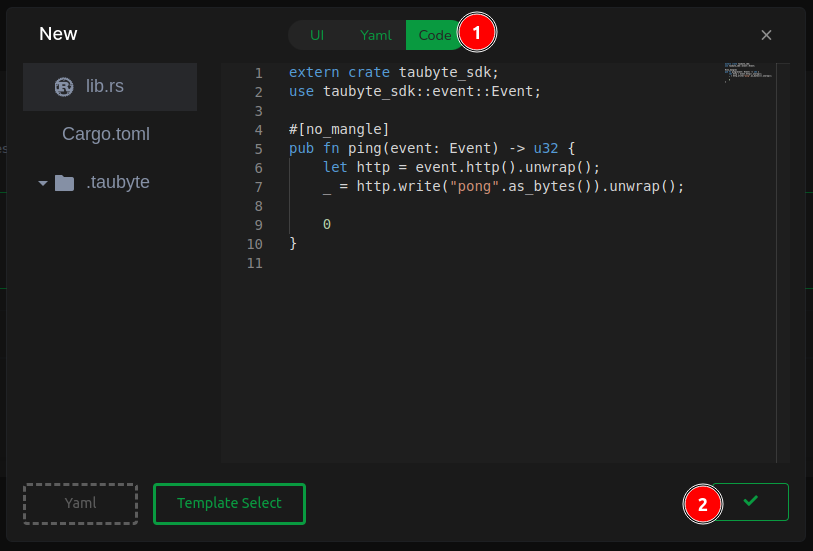 New
UI
Yaml
Code
1
lib.rs
Cargo.toml
.taubyte
1 extern crate taubyte_sdk;
2 use taubyte_sdk::event::Event;
3
4 #[no_mangle]
5 pub fn ping(event: Event) -> u32 {
6     let http = event.http().unwrap();
7     _ = http.write("pong".as_bytes()).unwrap();
8
9     0
10 }
11
Yaml
Template Select
2